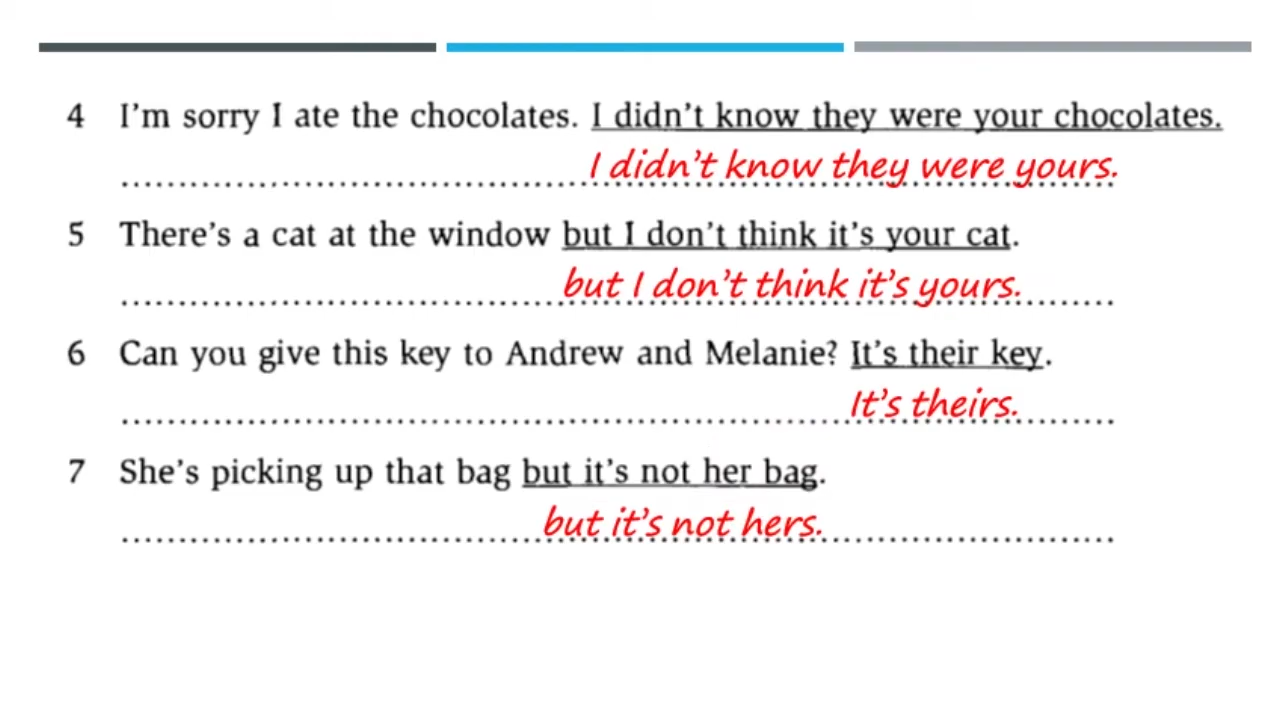 4 I'm sorry I ate the chocolates. I didn't know they were your chocolates.
I didn't know they were yours.
5 There's a cat at the window but I don't think it's your cat.
but I don't think it's yours.
6 Can you give this key to Andrew and Melanie? It's their key.
It's theirs.
7 She's picking up that bag but it's not her bag.
but it's not hers.